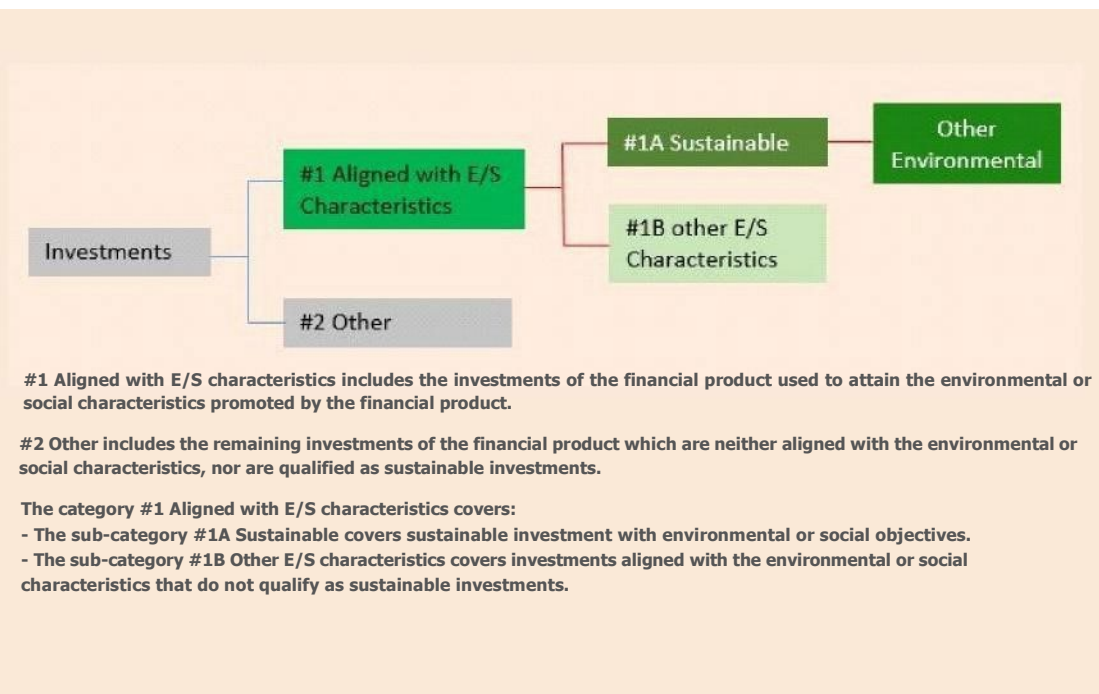 Other
Environmental
#1A Sustainable
#1 Aligned with E/S
Characteristics
#1B other E/S
Characteristics
Investments
#2 Other
#1 Aligned with E/S characteristics includes the investments of the financial product used to attain the environmental or
social characteristics promoted by the financial product.
#2 Other includes the remaining investments of the financial product which are neither aligned with the environmental or
social characteristics, nor are qualified as sustainable investments.
The category #1 Aligned with E/S characteristics covers:
- The sub-category #1A Sustainable covers sustainable investment with environmental or social objectives.
- The sub-category #1B Other E/S characteristics covers investments aligned with the environmental or social
characteristics that do not qualify as sustainable investments.